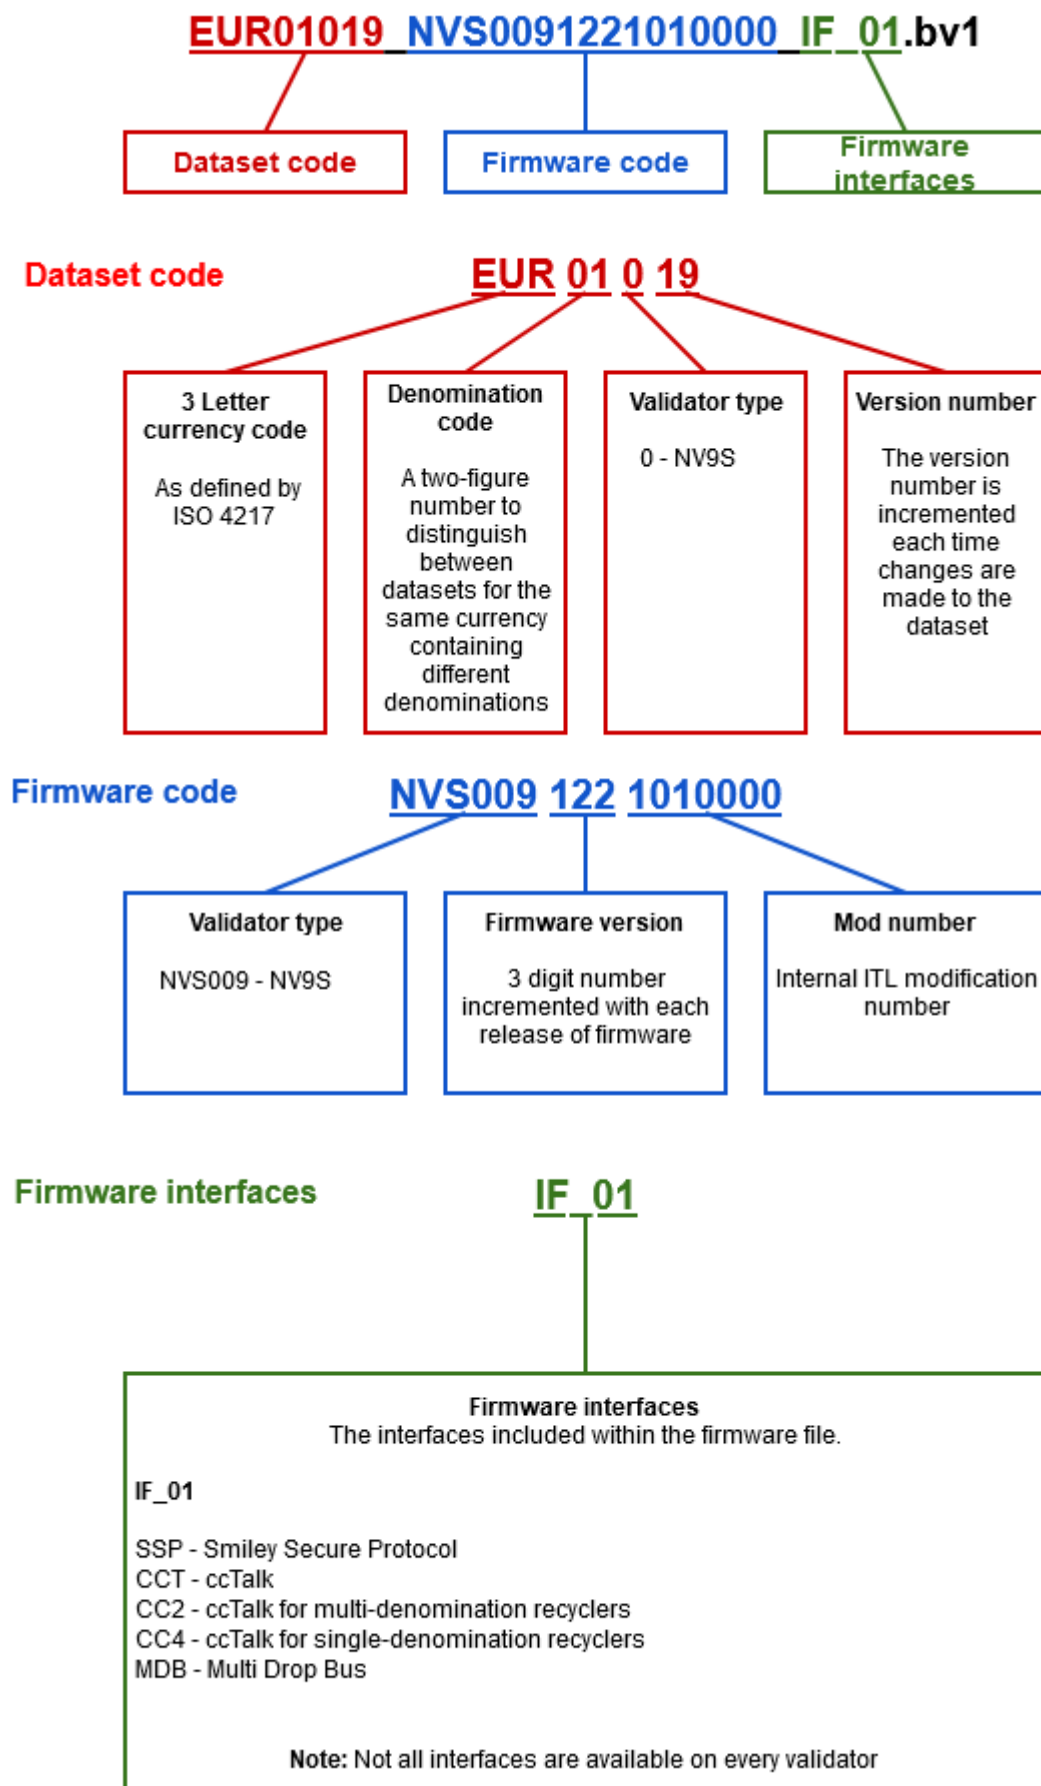 EUR01019_NVS0091221010000_IF_01.bv1
Dataset code
Firmware code
Firmware
interfaces
Dataset code
EUR 01 0 19
3 Letter
currency code
As defined by
ISO 4217
Denomination
code
A two-figure
number to
distinguish
between
datasets for the
same currency
containing
different
denominations
Validator type
0 - NV9S
Version number
The version
number is
incremented
each time
changes are
made to the
dataset
Firmware code
NVS009 122 1010000
Validator type
NVS009 - NV9S
Firmware version
3 digit number
incremented with each
release of firmware
Mod number
Internal ITL modification
number
Firmware interfaces
IF_01
Firmware interfaces
The interfaces included within the firmware file.
IF_01
SSP - Smiley Secure Protocol
CCT - ccTalk
CC2 - ccTalk for multi-denomination recyclers
CC4 - ccTalk for single-denomination recyclers
MDB - Multi Drop Bus
Note: Not all interfaces are available on every validator